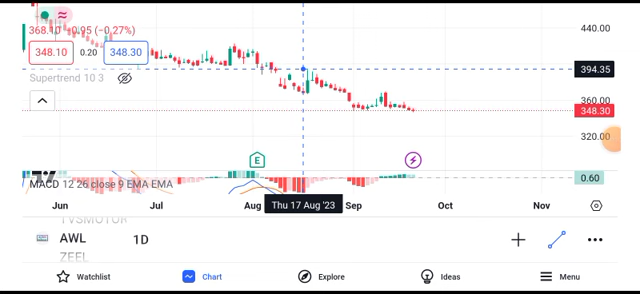 368.10 -0.95 (-0.27%)
440.00
348.10 0.20 348.30
394.35
Supertrend 10 3
360.00
348.30
320.00
E
MACD 12 26 close 9 EMA EMA
0.60
Jun Jul Aug Thu 17 Aug '23 Sep Oct Nov
TVSMOTOR
AWL 1D
ZEEL
Watchlist Chart Explore Ideas Menu